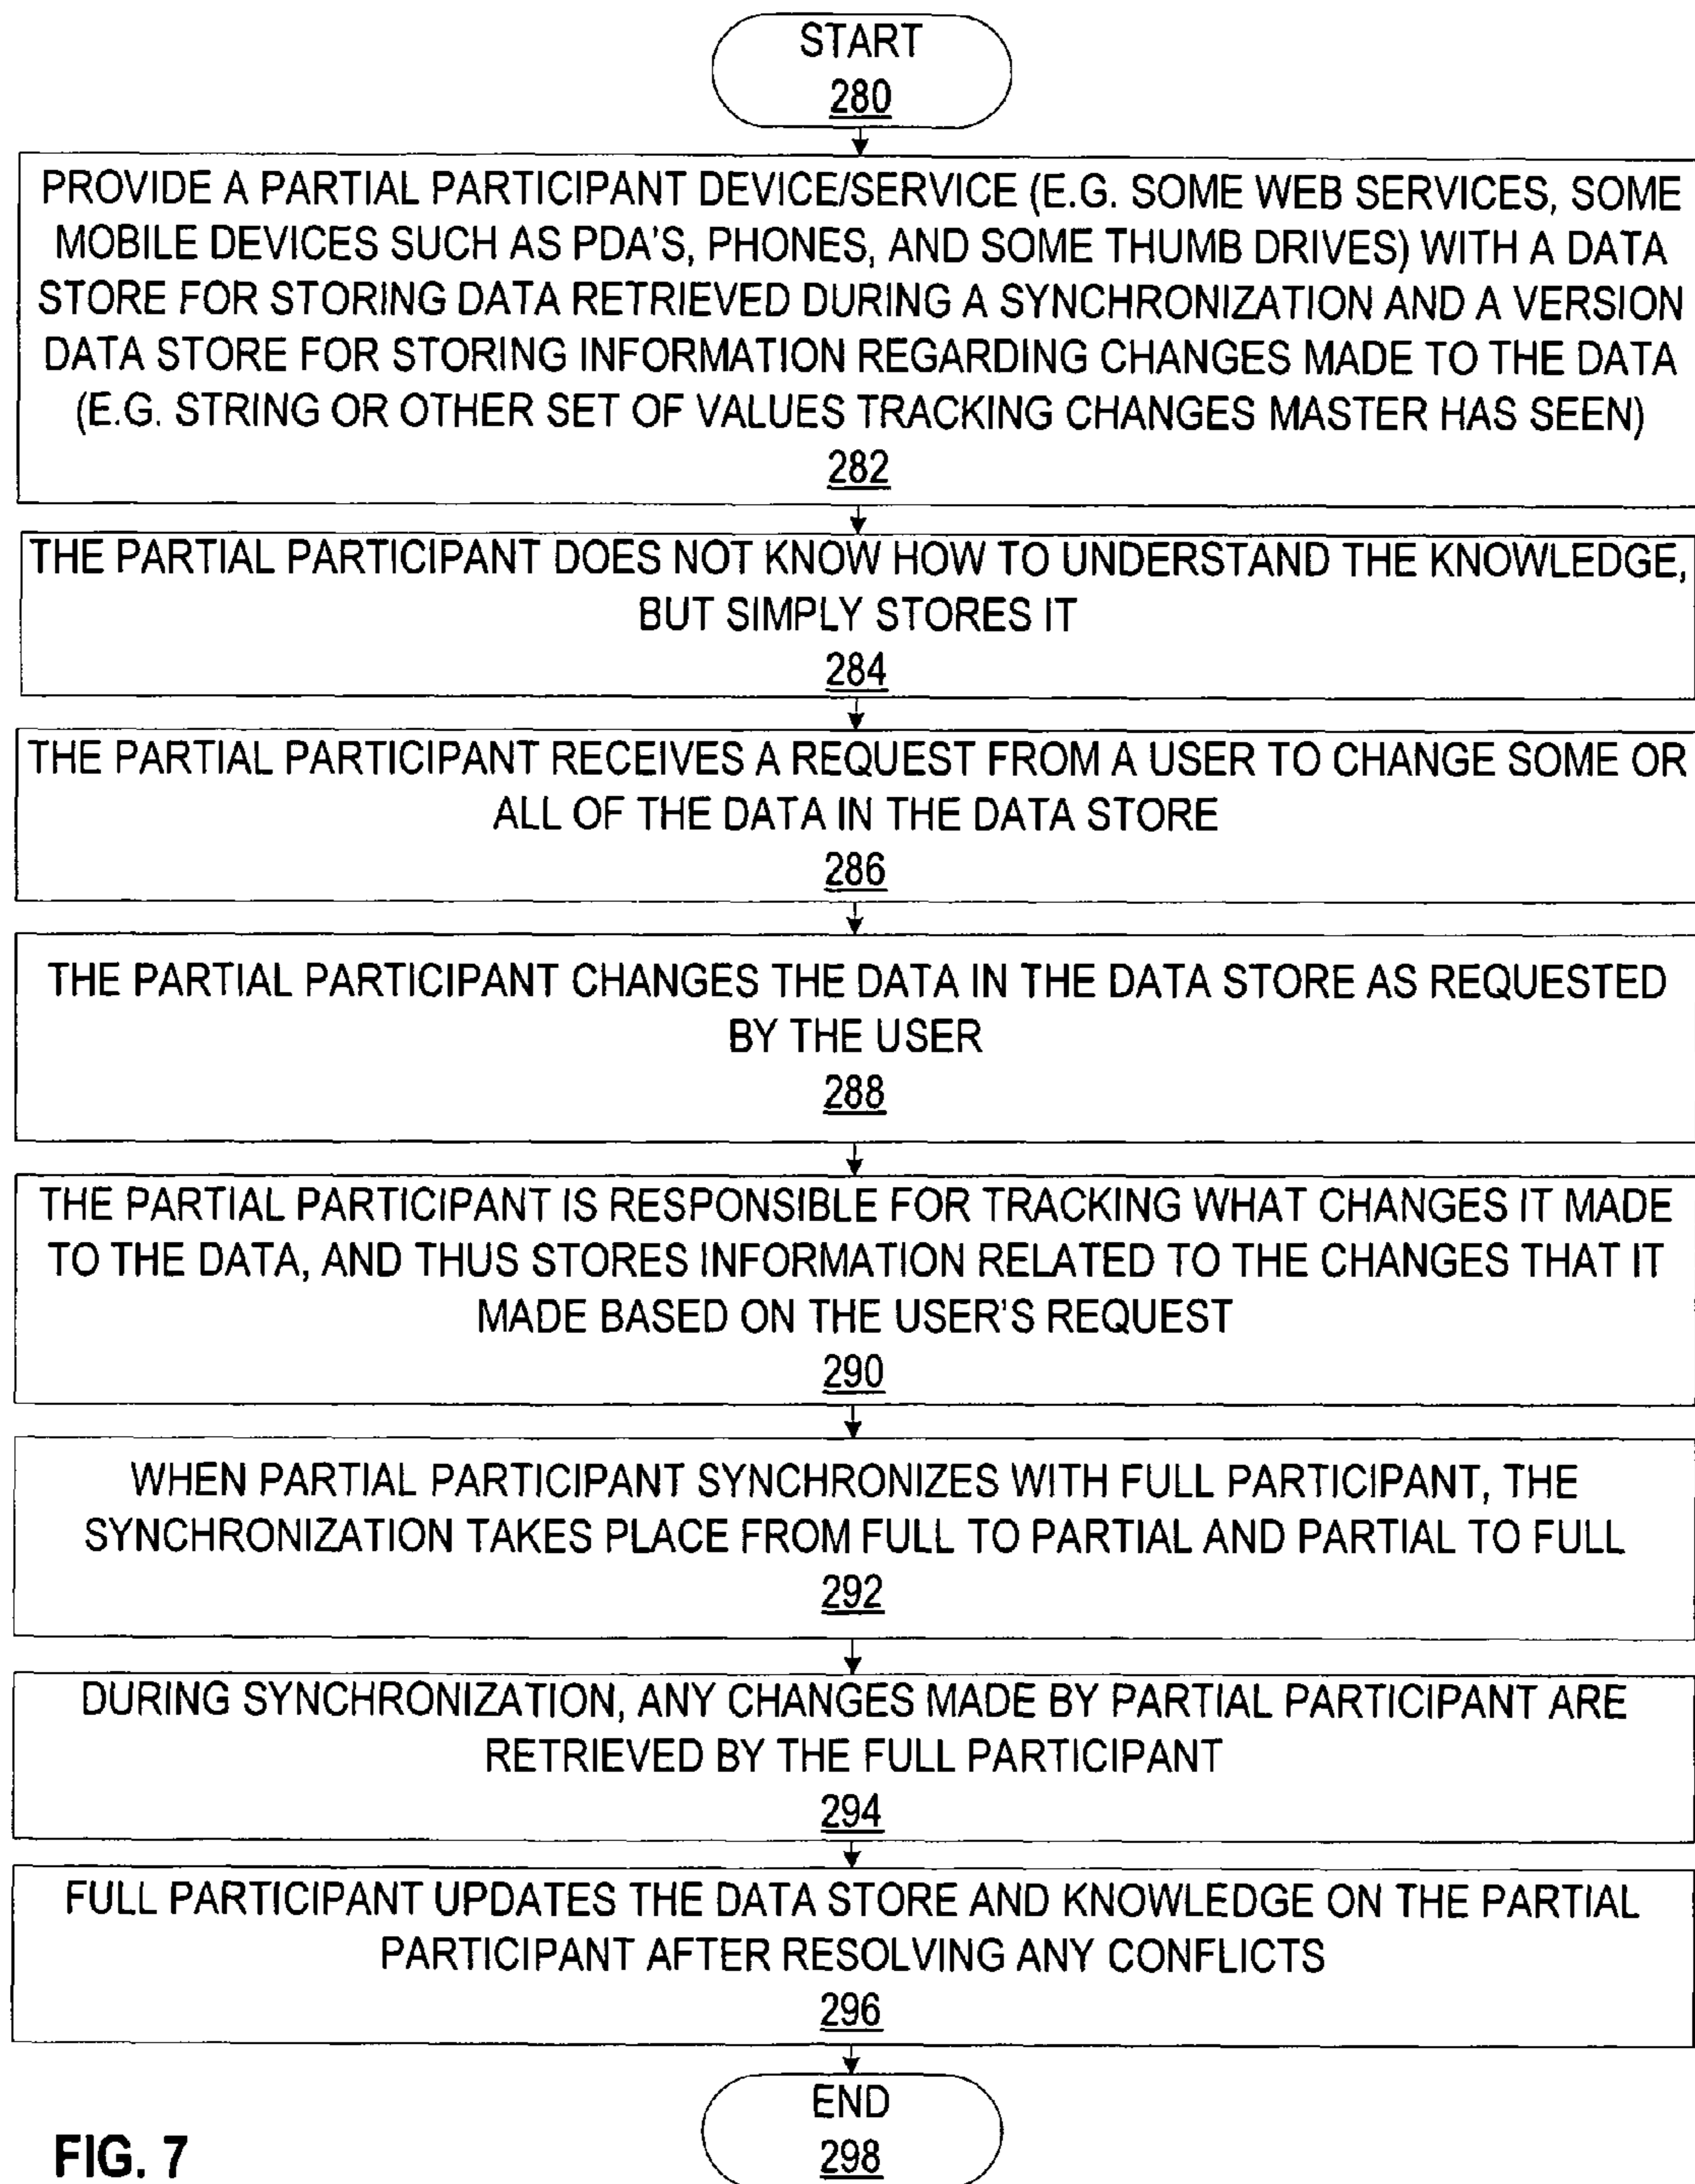 START
280
PROVIDE A PARTIAL PARTICIPANT DEVICE/SERVICE (E.G. SOME WEB SERVICES, SOME
MOBILE DEVICES SUCH AS PDA'S, PHONES, AND SOME THUMB DRIVES) WITH A DATA
STORE FOR STORING DATA RETRIEVED DURING A SYNCHRONIZATION AND A VERSION
DATA STORE FOR STORING INFORMATION REGARDING CHANGES MADE TO THE DATA
(E.G. STRING OR OTHER SET OF VALUES TRACKING CHANGES MASTER HAS SEEN)
282
THE PARTIAL PARTICIPANT DOES NOT KNOW HOW TO UNDERSTAND THE KNOWLEDGE,
BUT SIMPLY STORES IT
284
THE PARTIAL PARTICIPANT RECEIVES A REQUEST FROM A USER TO CHANGE SOME OR
ALL OF THE DATA IN THE DATA STORE
286
THE PARTIAL PARTICIPANT CHANGES THE DATA IN THE DATA STORE AS REQUESTED
BY THE USER
288
THE PARTIAL PARTICIPANT IS RESPONSIBLE FOR TRACKING WHAT CHANGES IT MADE
TO THE DATA, AND THUS STORES INFORMATION RELATED TO THE CHANGES THAT IT
MADE BASED ON THE USER'S REQUEST
290
WHEN PARTIAL PARTICIPANT SYNCHRONIZES WITH FULL PARTICIPANT, THE
SYNCHRONIZATION TAKES PLACE FROM FULL TO PARTIAL AND PARTIAL TO FULL
292
DURING SYNCHRONIZATION, ANY CHANGES MADE BY PARTIAL PARTICIPANT ARE
RETRIEVED BY THE FULL PARTICIPANT
294
FULL PARTICIPANT UPDATES THE DATA STORE AND KNOWLEDGE ON THE PARTIAL
PARTICIPANT AFTER RESOLVING ANY CONFLICTS
296
END
298
FIG. 7